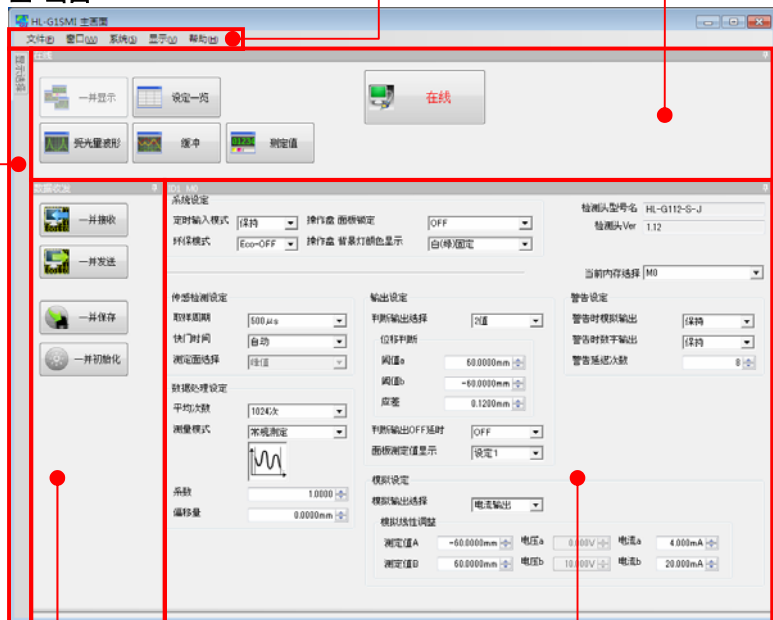 HL-G1SMI 主画面
文件(F) 窗口(W) 系统(S) 显示(V) 帮助(H)
显示选择
在线
一并显示 设定一览 在线
受光量波形 缓冲 测定值
数据收发
一并接收
一并发送
一并保存
一并初始化
ID1 M0
系统设定
定时输入模式 保持 操作盘 面板锁定 OFF
环保模式 Eco-OFF 操作盘 背景灯颜色显示 白(绿)固定
检测头型号名 HL-G112-S-J
检测头Ver 1.12
当前内存选择 M0
传感检测设定
取样周期 500μs
快门时间 自动
测定面选择 峰值
数据处理设定
平均次数 1024次
测量模式 常规测定
系数 1.0000
偏移量 0.0000mm
输出设定
判断输出选择 2值
位移判断
阈值a 60.0000mm
阈值b -60.0000mm
应差 0.1200mm
判断输出OFF延时 OFF
面板测定值显示 设定1
警告设定
警告时模拟输出 保持
警告时数字输出 保持
警告延迟次数 8
模拟设定
模拟输出选择 电流输出
模拟线性调整
测定值A -60.0000mm 电压a 0.000V 电流a 4.000mA
测定值B 60.0000mm 电压b 10.000V 电流b 20.000mA